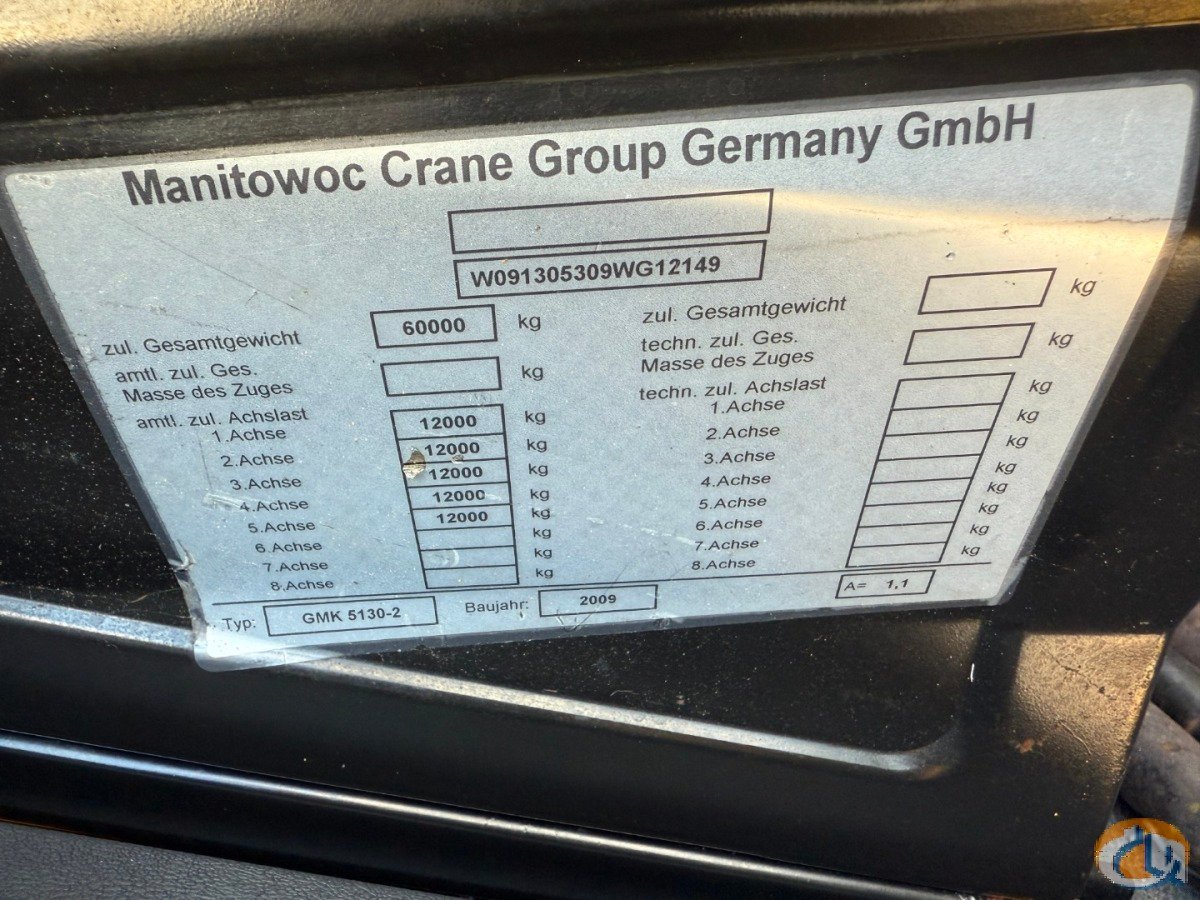 Manitowoc Crane Group Germany GmbH
W091305309WG12149
zul. Gesamtgewicht 60000 kg
amtl. zul. Ges.
Masse des Zuges kg
amtl. zul. Achslast
1.Achse 12000 kg
2.Achse 12000 kg
3.Achse 12000 kg
4.Achse 12000 kg
5.Achse 12000 kg
6.Achse kg
7.Achse kg
8.Achse kg
zul. Gesamtgewicht kg
techn. zul. Ges.
Masse des Zuges kg
techn. zul. Achslast
1.Achse kg
2.Achse kg
3.Achse kg
4.Achse kg
5.Achse kg
6.Achse kg
7.Achse kg
8.Achse kg
Typ: GMK 5130-2 Baujahr: 2009 A= 1,1